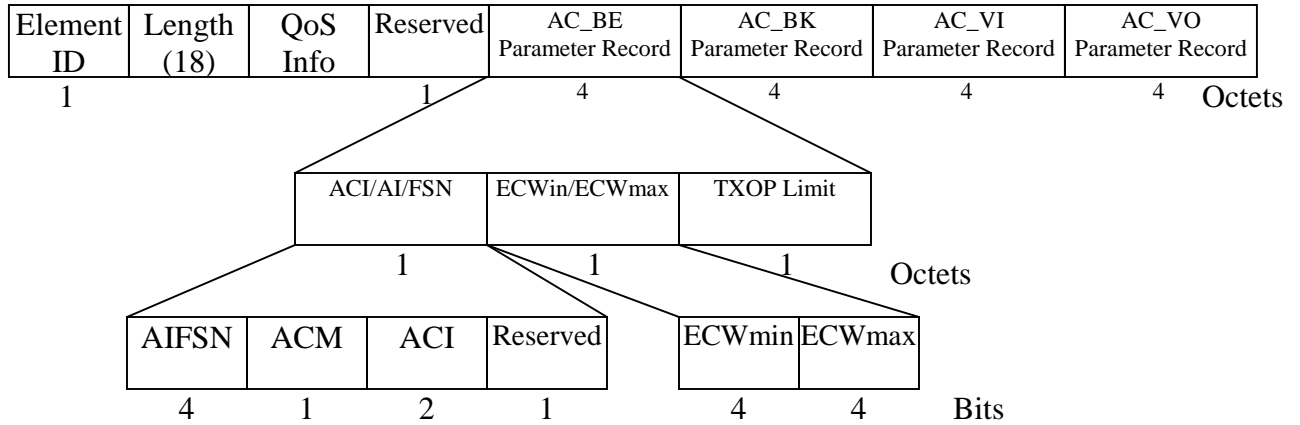 Element Length QoS Reserved AC_BE AC_BK AC_VI AC_VO
ID (18) Info Parameter Record Parameter Record Parameter Record Parameter Record
1 1 4 4 4 4 Octets
ACI/AI/FSN ECWin/ECWmax TXOP Limit
1 1 1 Octets
AIFSN ACM ACI Reserved ECWmin ECWmax
4 1 2 1 4 4 Bits